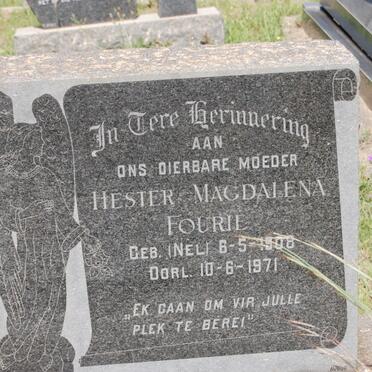 In Tere Herinnering
AAN
ONS DIERBARE MOEDER
HESTER MAGDALENA
FOURIE
GEB. (NEL) 6-5-1908
OORL. 10-6-1971
„EK GAAN OM VIR JULLE
PLEK TE BEREI"